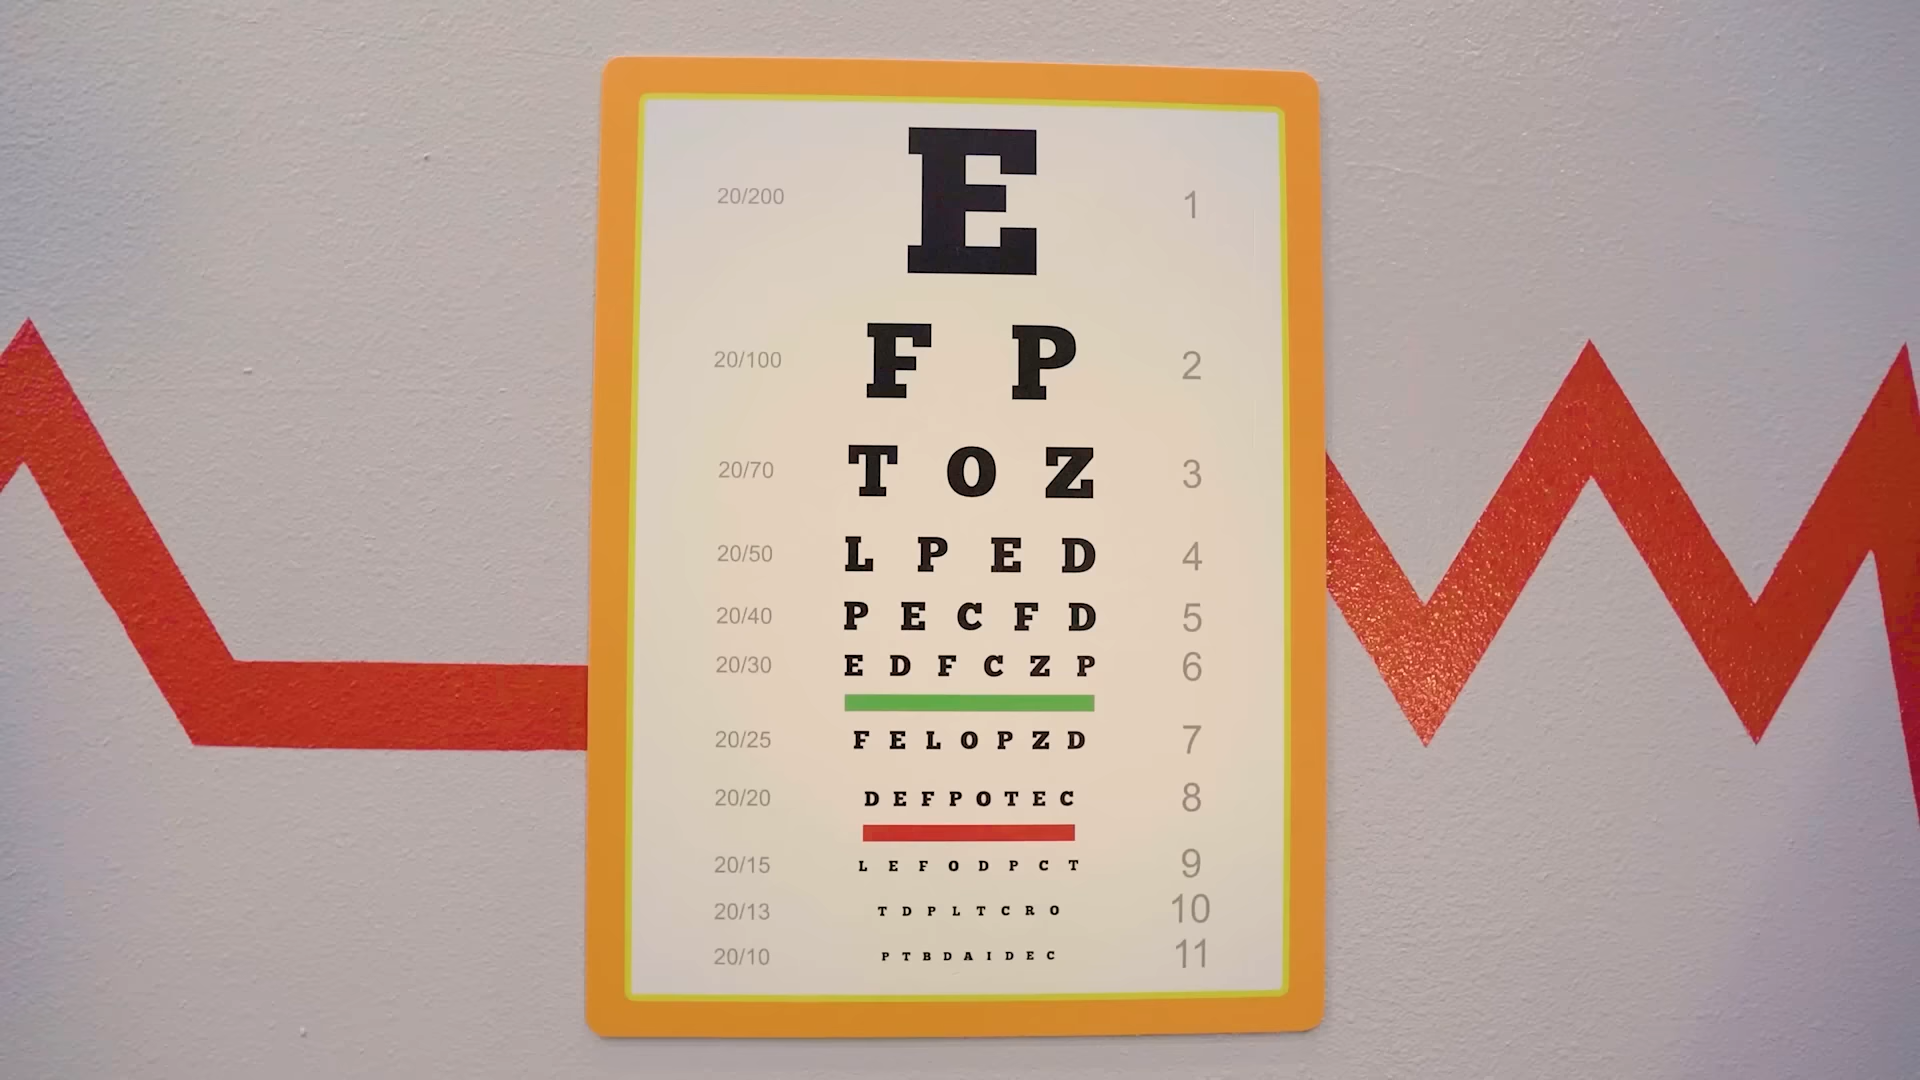 20/200 E 1
20/100 F P 2
20/70 T O Z 3
20/50 L P E D 4
20/40 P E C F D 5
20/30 E D F C Z P 6
20/25 F E L O P Z D 7
20/20 D E F P O T E C 8
20/15 L E F O D P C T 9
20/13 T D P L T C R O 10
20/10 P T B D A I D E C 11